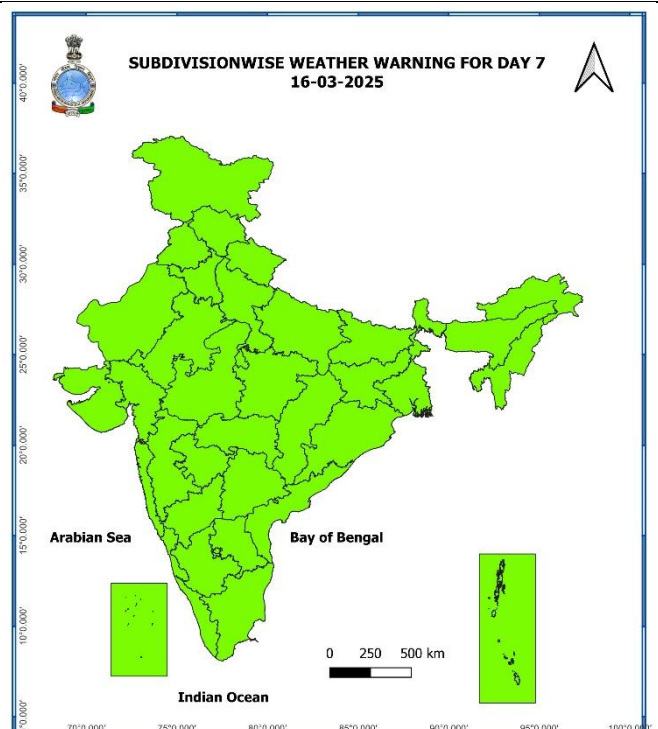 SUBDIVISIONWISE WEATHER WARNING FOR DAY 7
16-03-2025
40°0.000'
35°0.000'
30°0.000'
25°0.000'
20°0.000'
15°0.000'
10°0.000'
Arabian Sea
Bay of Bengal
0 250 500 km
Indian Ocean
70°0.000' 75°0.000' 80°0.000' 85°0.000' 90°0.000' 95°0.000'